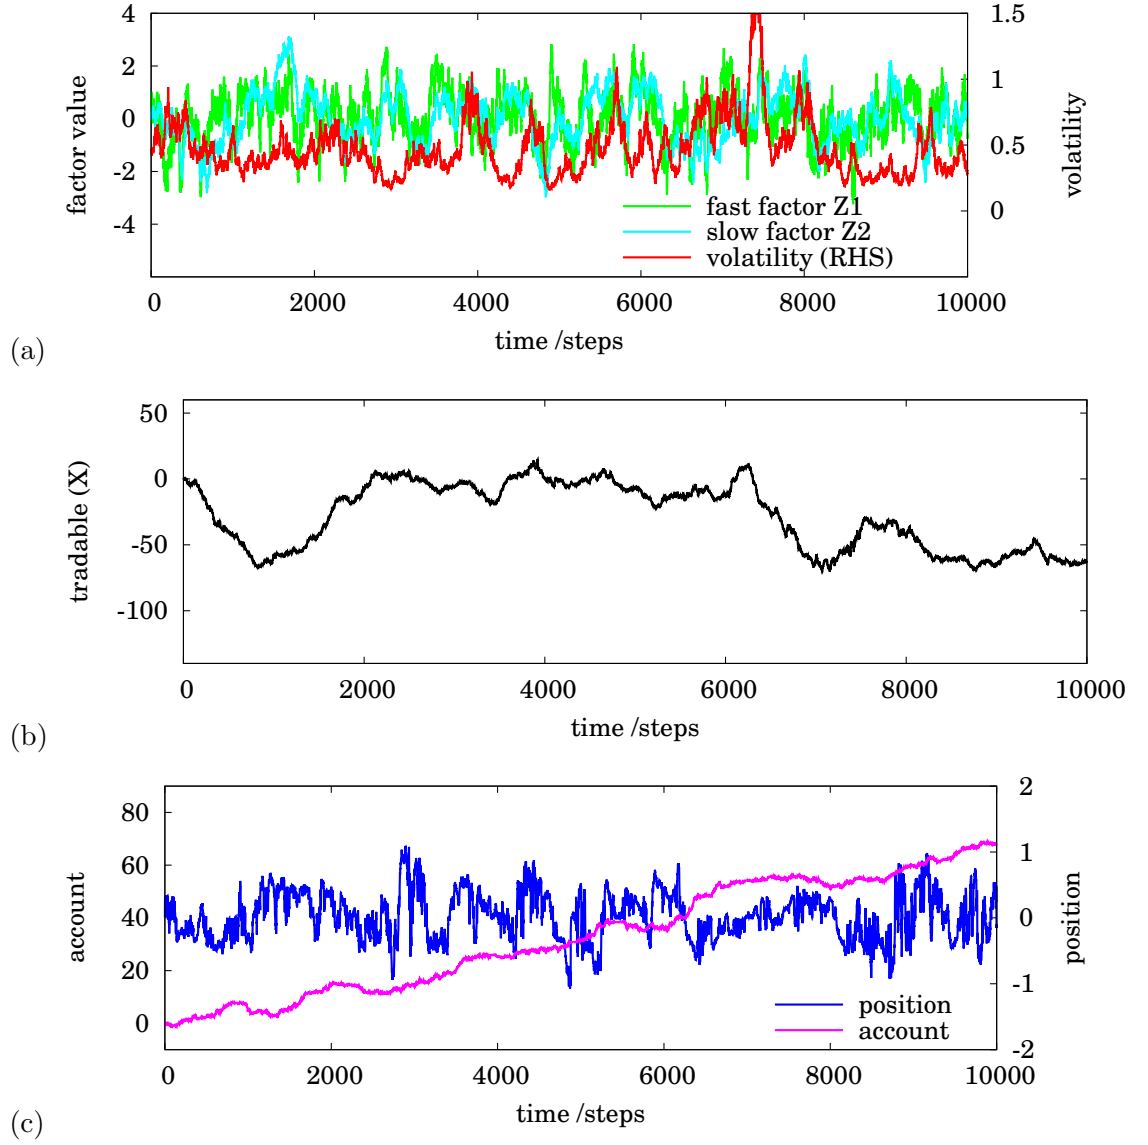 4
2
0
-2
-4
factor value
1.5
1
0.5
0
volatility
fast factor Z1
slow factor Z2
volatility (RHS)
0 2000 4000 6000 8000 10000
time /steps
(a)
50
0
-50
-100
tradable (X)
0 2000 4000 6000 8000 10000
time /steps
(b)
80
60
40
20
0
account
2
1
0
-1
-2
position
position
account
0 2000 4000 6000 8000 10000
time /steps
(c)